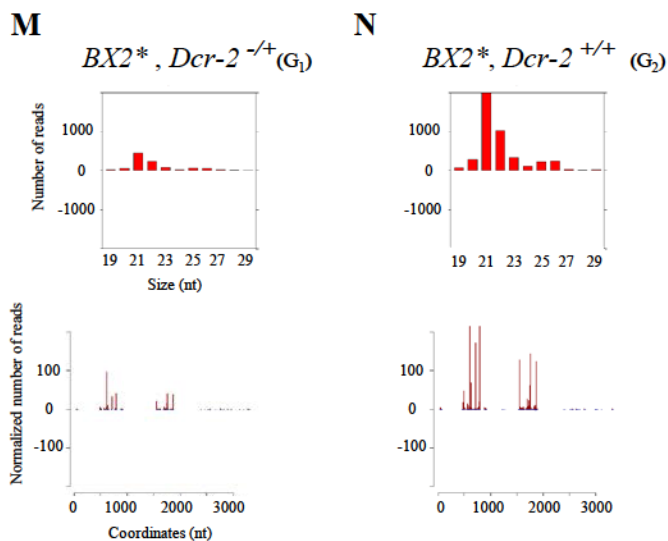 M
N
BX2* , Dcr-2 -/+ (G1)
BX2*, Dcr-2 +/+ (G2)
Number of reads
1000
0
-1000
19 21 23 25 27 29
Size (nt)
1000
0
-1000
19 21 23 25 27 29
Normalized number of reads
100
0
-100
0 1000 2000 3000
Coordinates (nt)
100
0
-100
0 1000 2000 3000